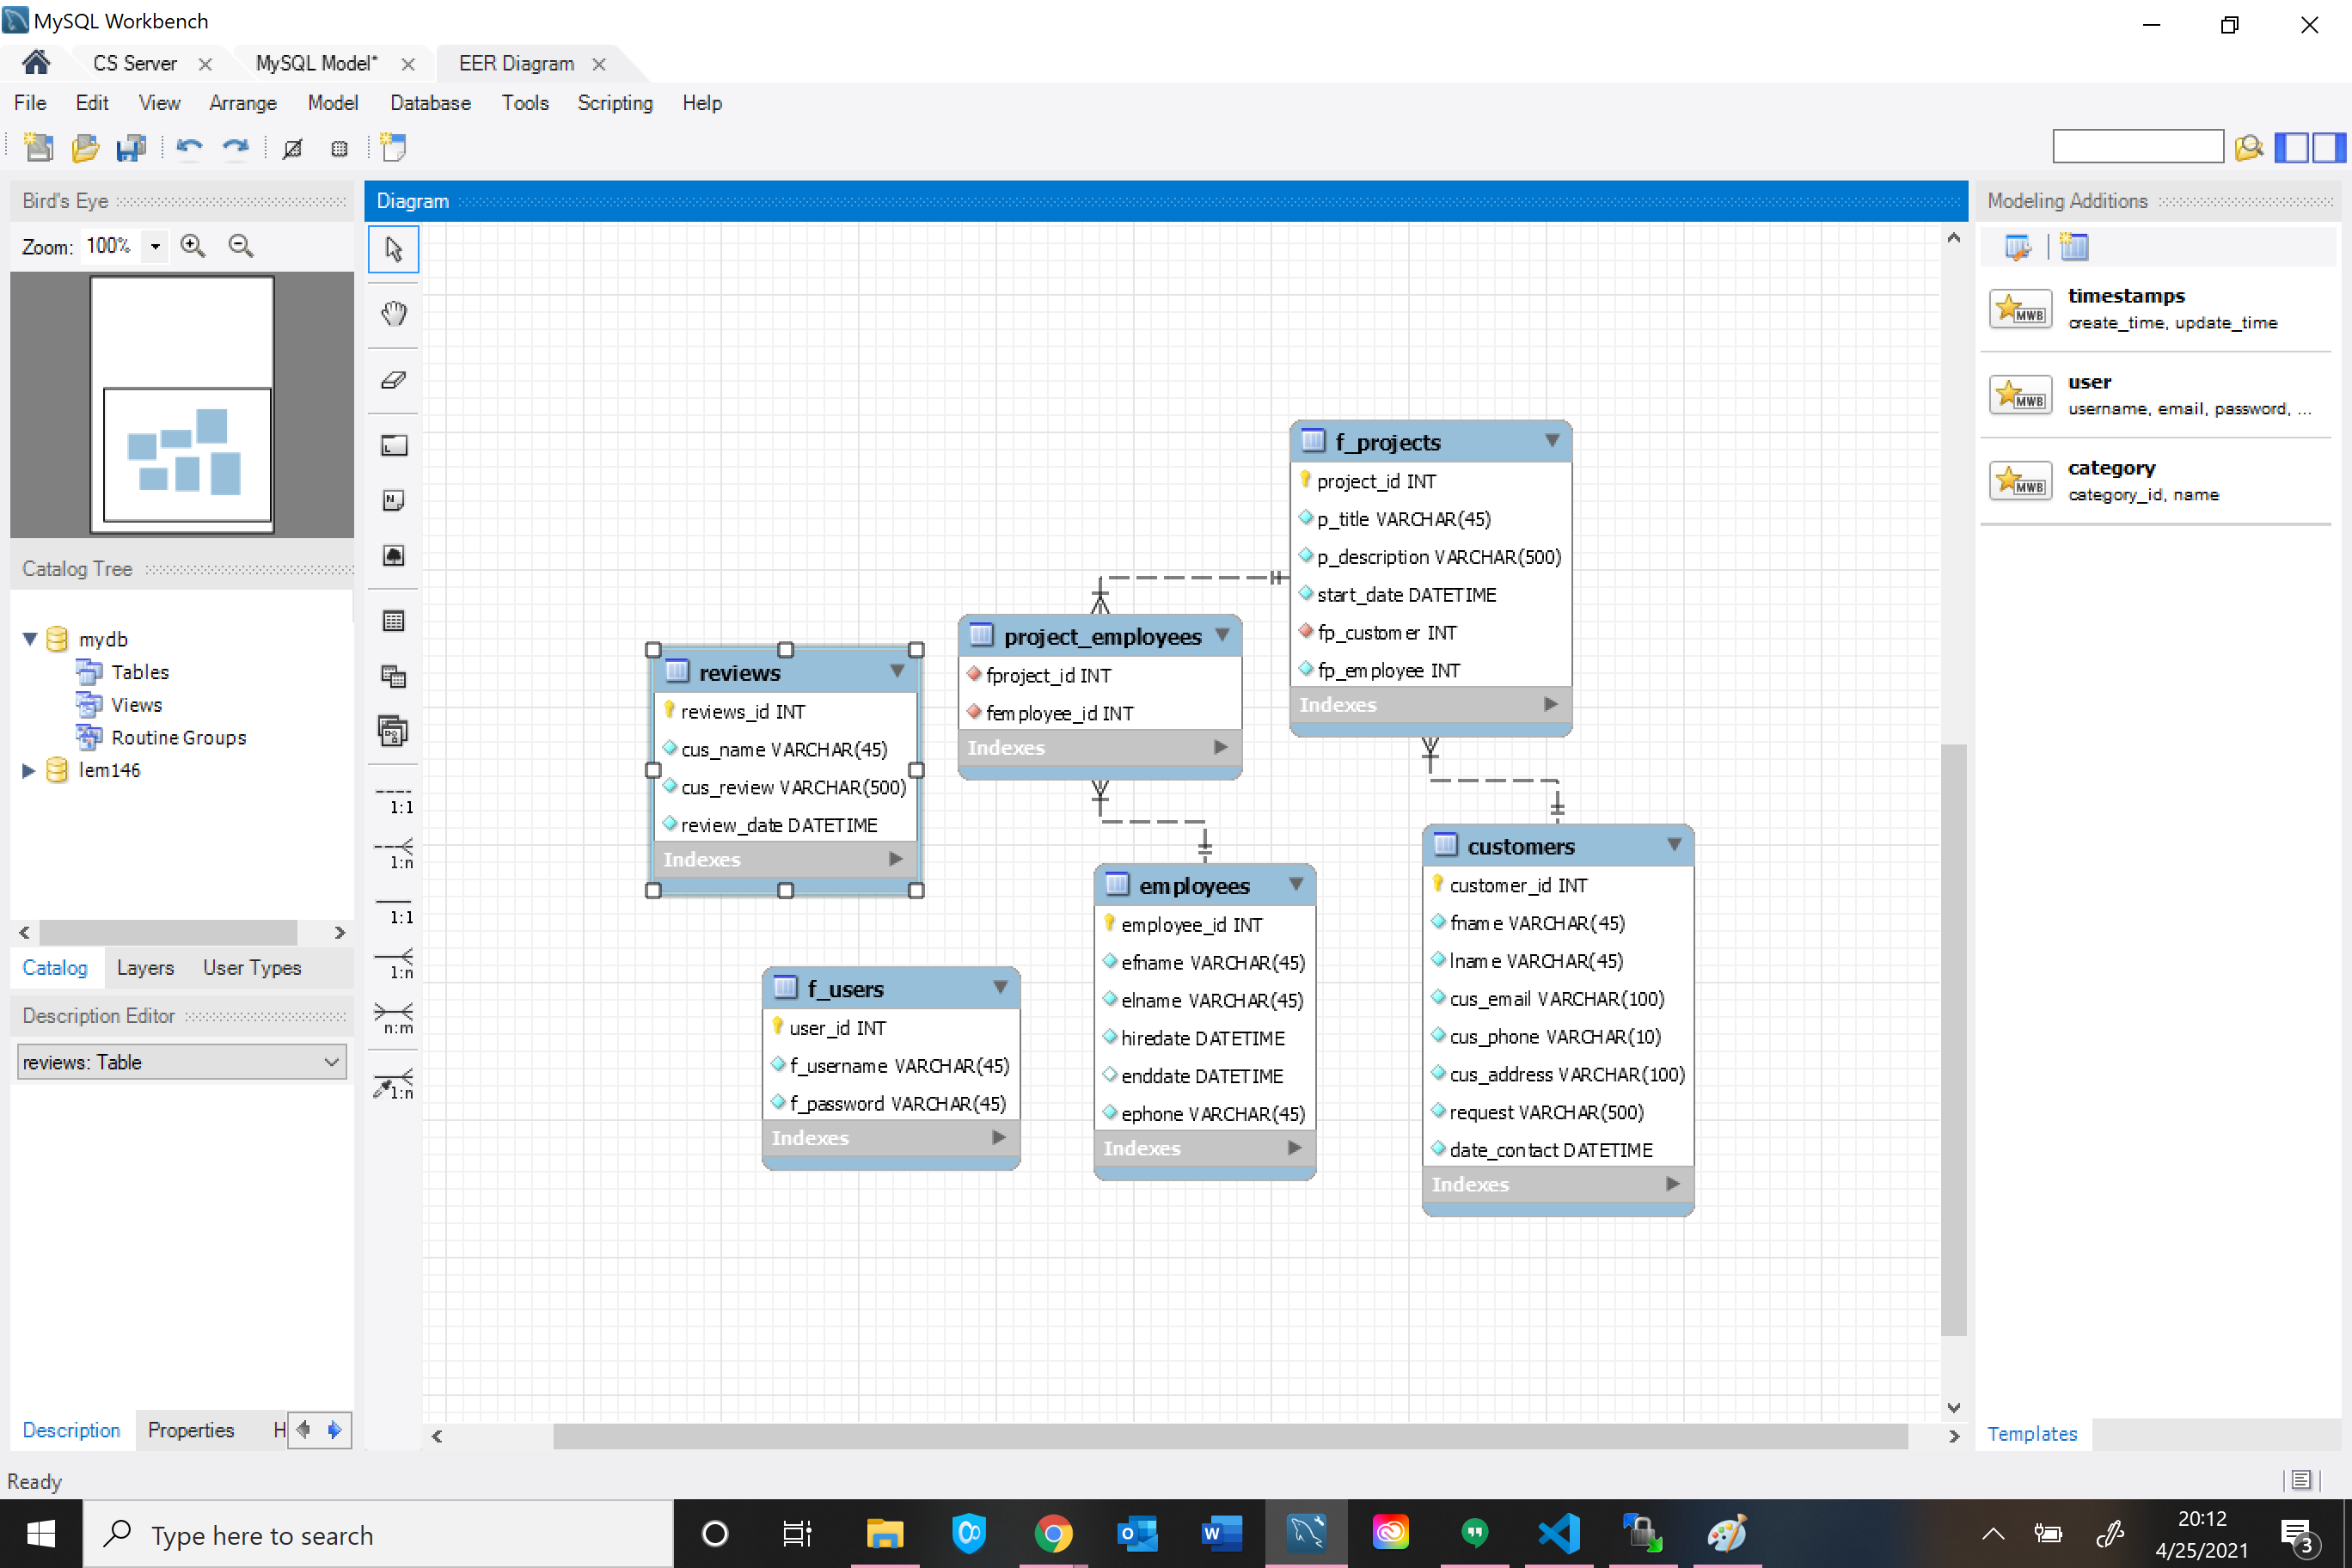 MySQL Workbench
CS Server
MySQL Model*
EER Diagram
File Edit View Arrange Model Database Tools Scripting Help
Bird's Eye
Zoom: 100%
Catalog Tree
mydb
Tables
Views
Routine Groups
lem146
Catalog Layers User Types
Description Editor
reviews: Table
Description Properties H
Diagram
N
1:1
1:n
1:1
1:n
n:m
1:n
f_projects
project_id INT
p_title VARCHAR(45)
p_description VARCHAR(500)
start_date DATETIME
fp_customer INT
fp_employee INT
Indexes
project_employees
fproject_id INT
femployee_id INT
Indexes
reviews
reviews_id INT
cus_name VARCHAR(45)
cus_review VARCHAR(500)
review_date DATETIME
Indexes
employees
employee_id INT
efname VARCHAR(45)
elname VARCHAR(45)
hiredate DATETIME
enddate DATETIME
ephone VARCHAR(45)
Indexes
customers
customer_id INT
fname VARCHAR(45)
lname VARCHAR(45)
cus_email VARCHAR(100)
cus_phone VARCHAR(10)
cus_address VARCHAR(100)
request VARCHAR(500)
date_contact DATETIME
Indexes
f_users
user_id INT
f_username VARCHAR(45)
f_password VARCHAR(45)
Indexes
Modeling Additions
MWB
timestamps
create_time, update_time
MWB
user
username, email, password, ...
MWB
category
category_id, name
Templates
Ready
Type here to search
20:12
4/25/2021
3